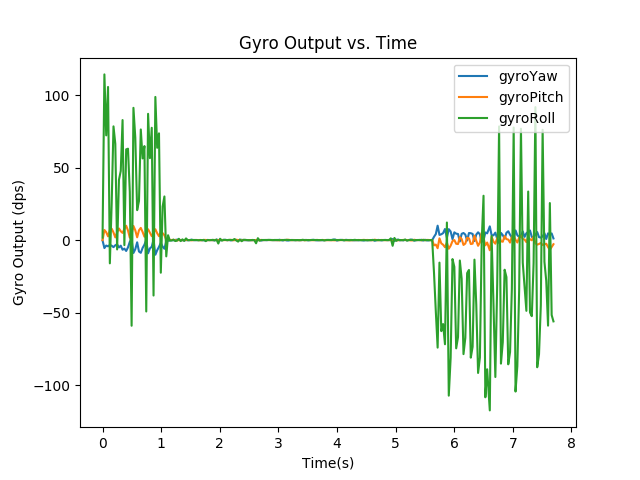 Gyro Output vs. Time
gyroYaw
gyroPitch
gyroRoll
100
50
0
−50
−100
Gyro Output (dps)
0 1 2 3 4 5 6 7 8
Time(s)